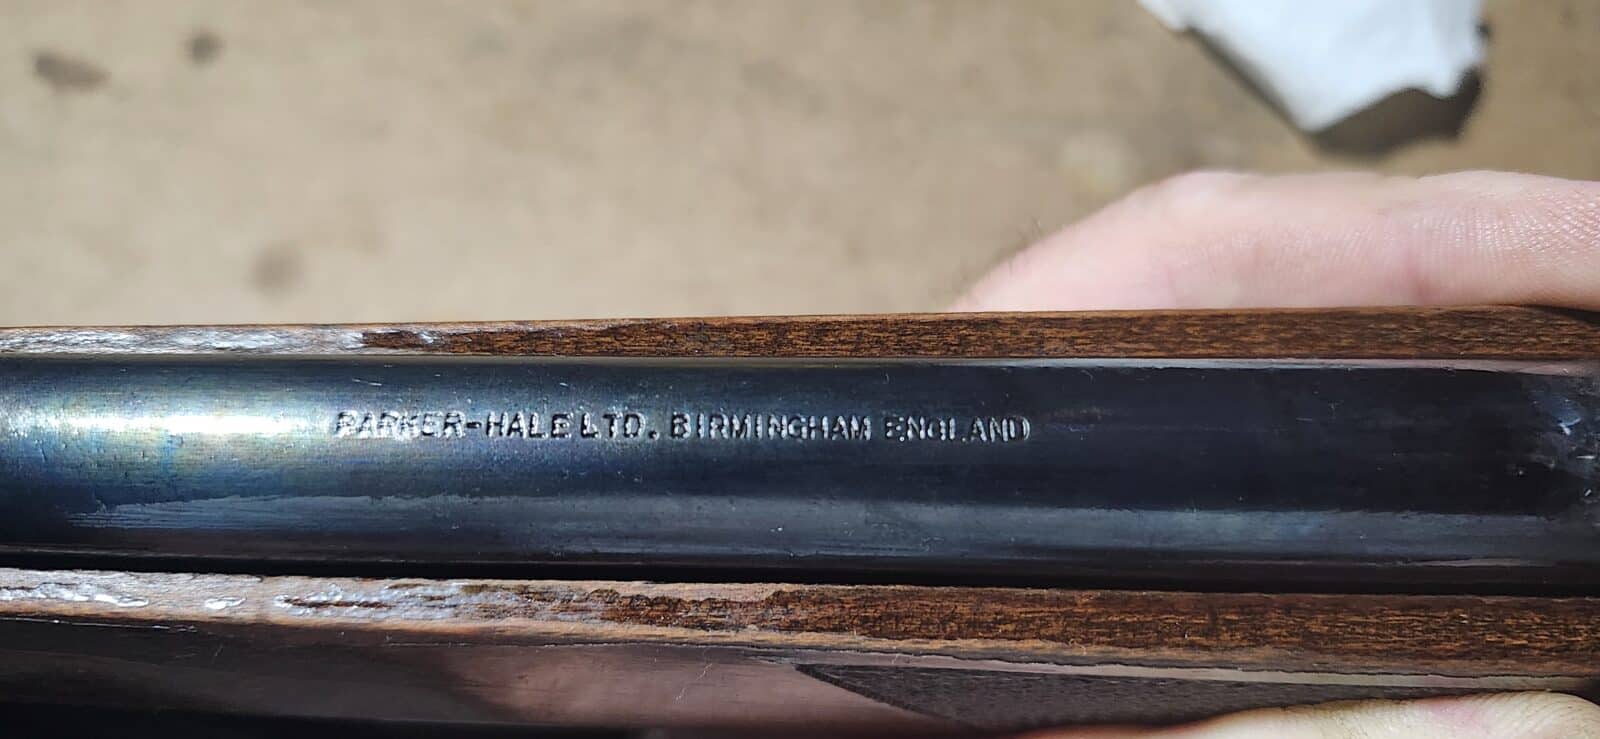 PARKER-HALE LTD. BIRMINGHAM ENGLAND